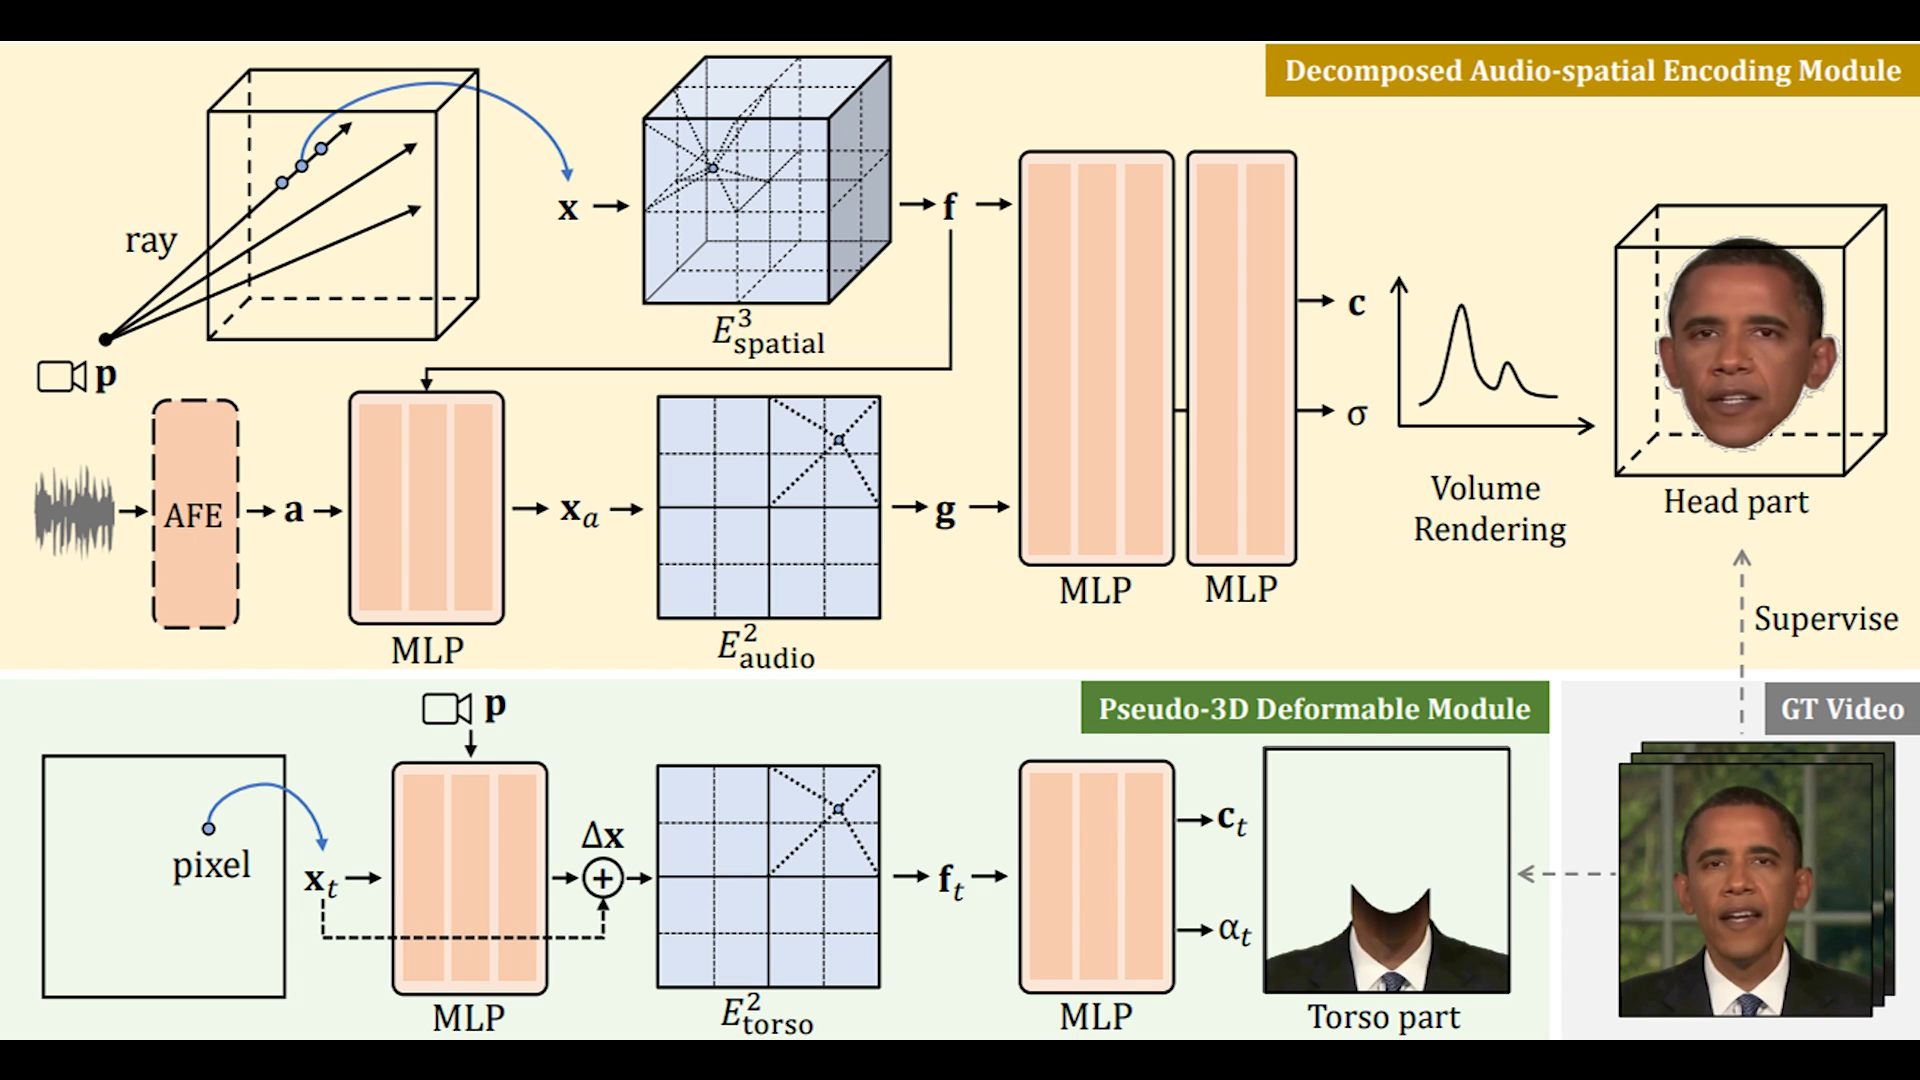 Decomposed Audio-spatial Encoding Module
ray
p
x
E³spatial
f
AFE
a
MLP
xₐ
E²audio
g
MLP
MLP
c
σ
Volume
Rendering
Head part
Supervise
Pseudo-3D Deformable Module
GT Video
p
pixel
xₜ
MLP
Δx
+
E²torso
fₜ
MLP
cₜ
αₜ
Torso part